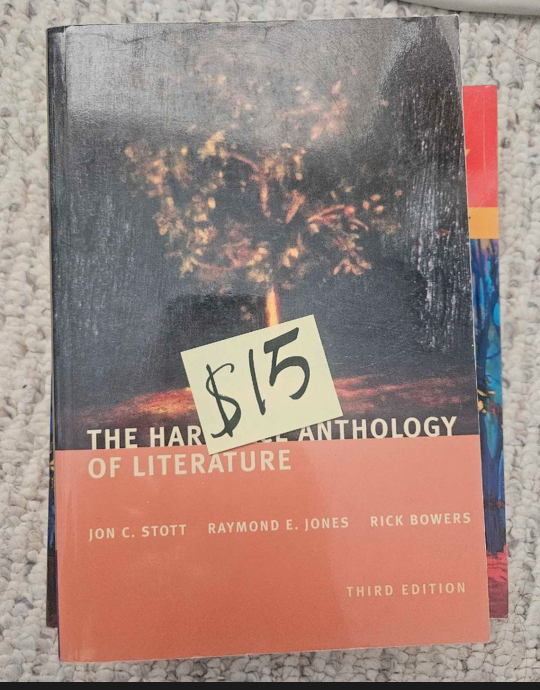 $15
THE HAR ANTHOLOGY
OF LITERATURE
JON C. STOTT RAYMOND E. JONES RICK BOWERS
THIRD EDITION